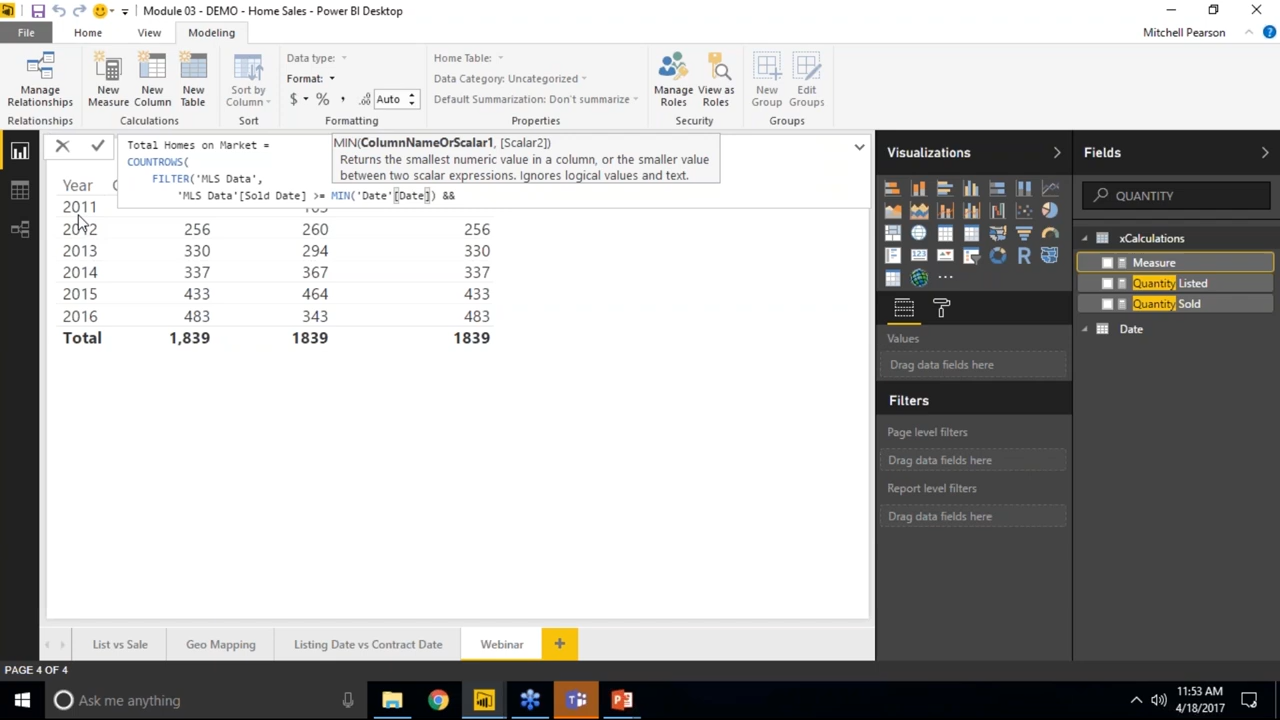 Module 03 - DEMO - Home Sales - Power BI Desktop
File
Home
View
Modeling
Mitchell Pearson
Manage Relationships
New Measure
New Column
New Table
Sort by Column
Data type:
Format:
$ % , .00 Auto
Home Table:
Data Category: Uncategorized
Default Summarization: Don't summarize
Manage Roles
View as Roles
New Group
Edit Groups
Relationships
Calculations
Sort
Formatting
Properties
Security
Groups
Total Homes on Market =
COUNTROWS(
FILTER('MLS Data',
'MLS Data'[Sold Date] >= MIN('Date'[Date]) &&
MIN(ColumnNameOrScalar1, [Scalar2])
Returns the smallest numeric value in a column, or the smaller value
between two scalar expressions. Ignores logical values and text.
Year
2011
2012 256 260 256
2013 330 294 330
2014 337 367 337
2015 433 464 433
2016 483 343 483
Total 1,839 1839 1839
Visualizations
R
Values
Drag data fields here
Filters
Page level filters
Drag data fields here
Report level filters
Drag data fields here
Fields
QUANTITY
xCalculations
Measure
Quantity Listed
Quantity Sold
Date
List vs Sale
Geo Mapping
Listing Date vs Contract Date
Webinar
PAGE 4 OF 4
Ask me anything
11:53 AM
4/18/2017